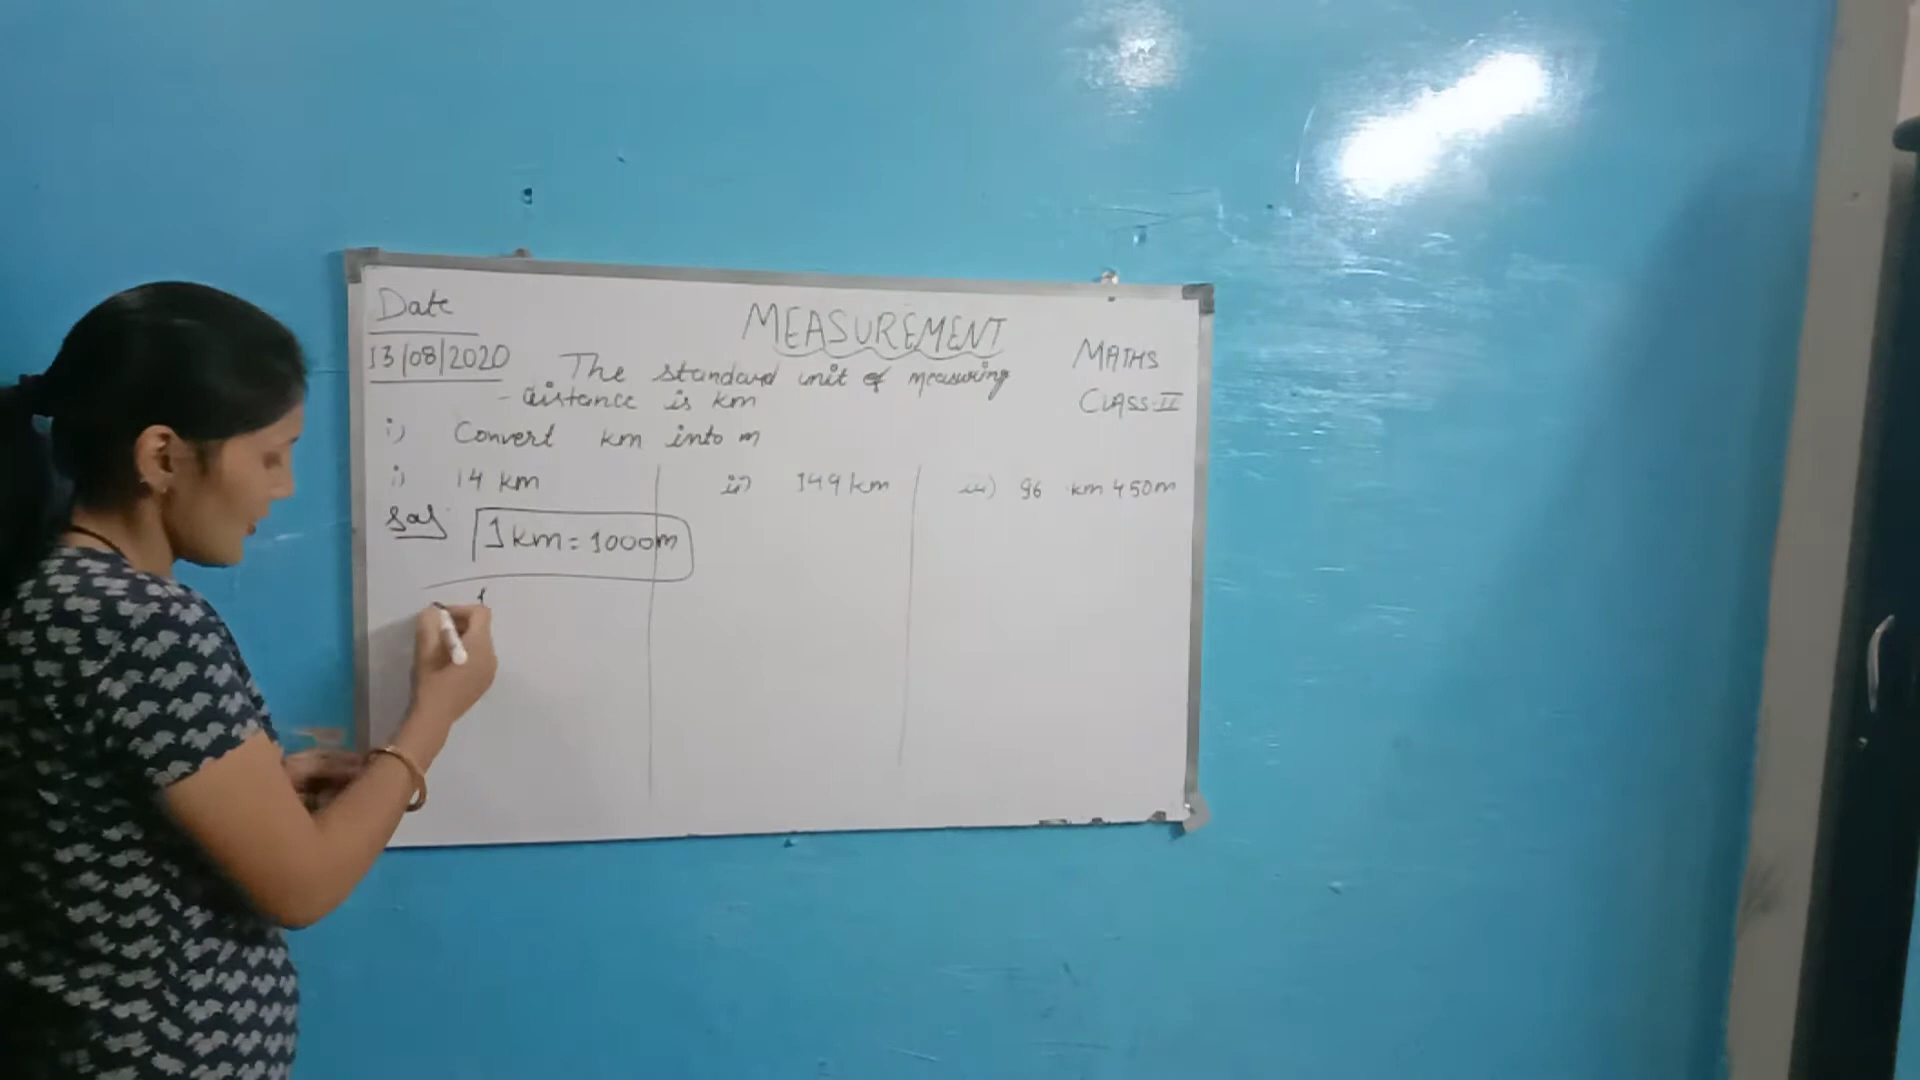 Date
13/08/2020
MEASUREMENT
MATHS
CLASS-II
The standard unit of measuring
- distance is km
i) Convert km into m
i) 14 km
ii) 149 km
iii) 96 km 450m
Sol
1 km = 1000m